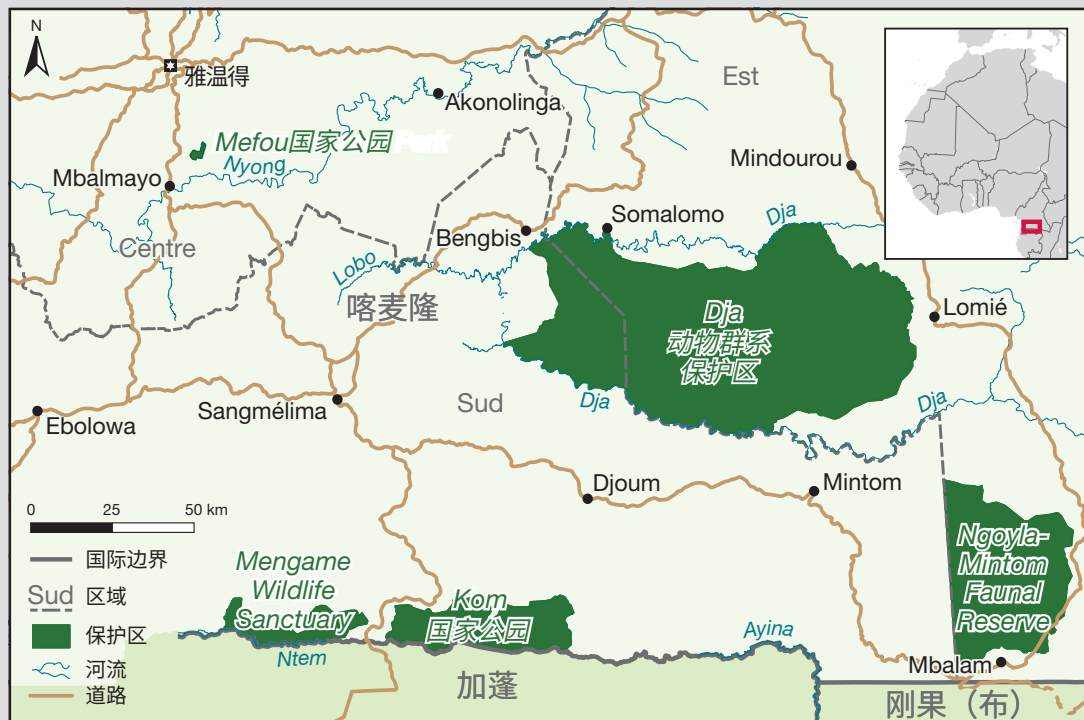 N
雅温得
Akonolinga
Est
Mefou国家公园Park
Nyong
Mbalmayo
Mindourou
Centre
Bengbis
Somalomo
Dja
Lobo
喀麦隆
Dja
动物群系
保护区
Lomié
Sangmélima
Sud
Dja
Dja
Ebolowa
Djoum
Mintom
0 25 50 km
国际边界
Sud 区域
保护区
河流
道路
Mengame
Wildlife
Sanctuary
Kom
国家公园
Ngoyla-
Mintom
Faunal
Reserve
Ntem
Ayina
Mbalam
加蓬
刚果（布）